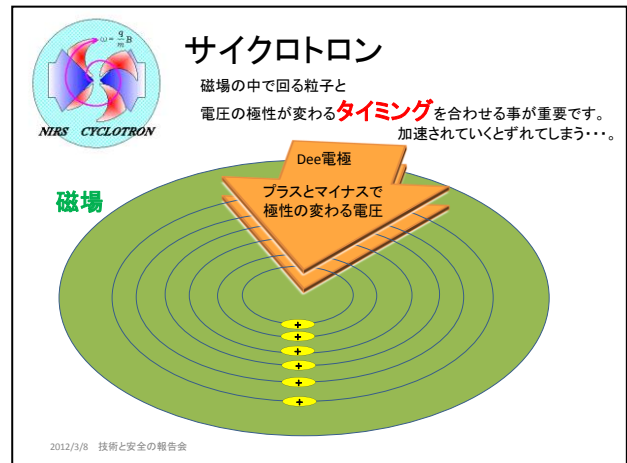 サイクロトロン
ω= q/m B
NIRS CYCLOTRON
磁場の中で回る粒子と
電圧の極性が変わるタイミングを合わせる事が重要です。
加速されていくとずれてしまう・・・。
Dee電極
プラスとマイナスで
極性の変わる電圧
磁場
+
+
+
+
+
+
2012/3/8 技術と安全の報告会